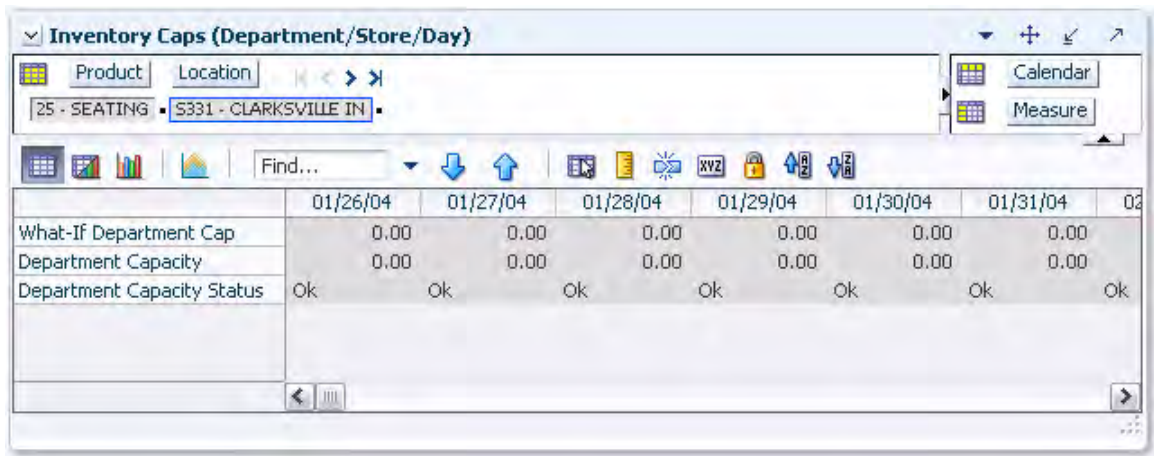 Inventory Caps (Department/Store/Day)
Product Location Calendar
25 - SEATING S331 - CLARKSVILLE IN Measure
Find... XYZ A Z Z A
01/26/04 01/27/04 01/28/04 01/29/04 01/30/04 01/31/04 02
What-If Department Cap 0.00 0.00 0.00 0.00 0.00 0.00
Department Capacity 0.00 0.00 0.00 0.00 0.00 0.00
Department Capacity Status Ok Ok Ok Ok Ok Ok Ok